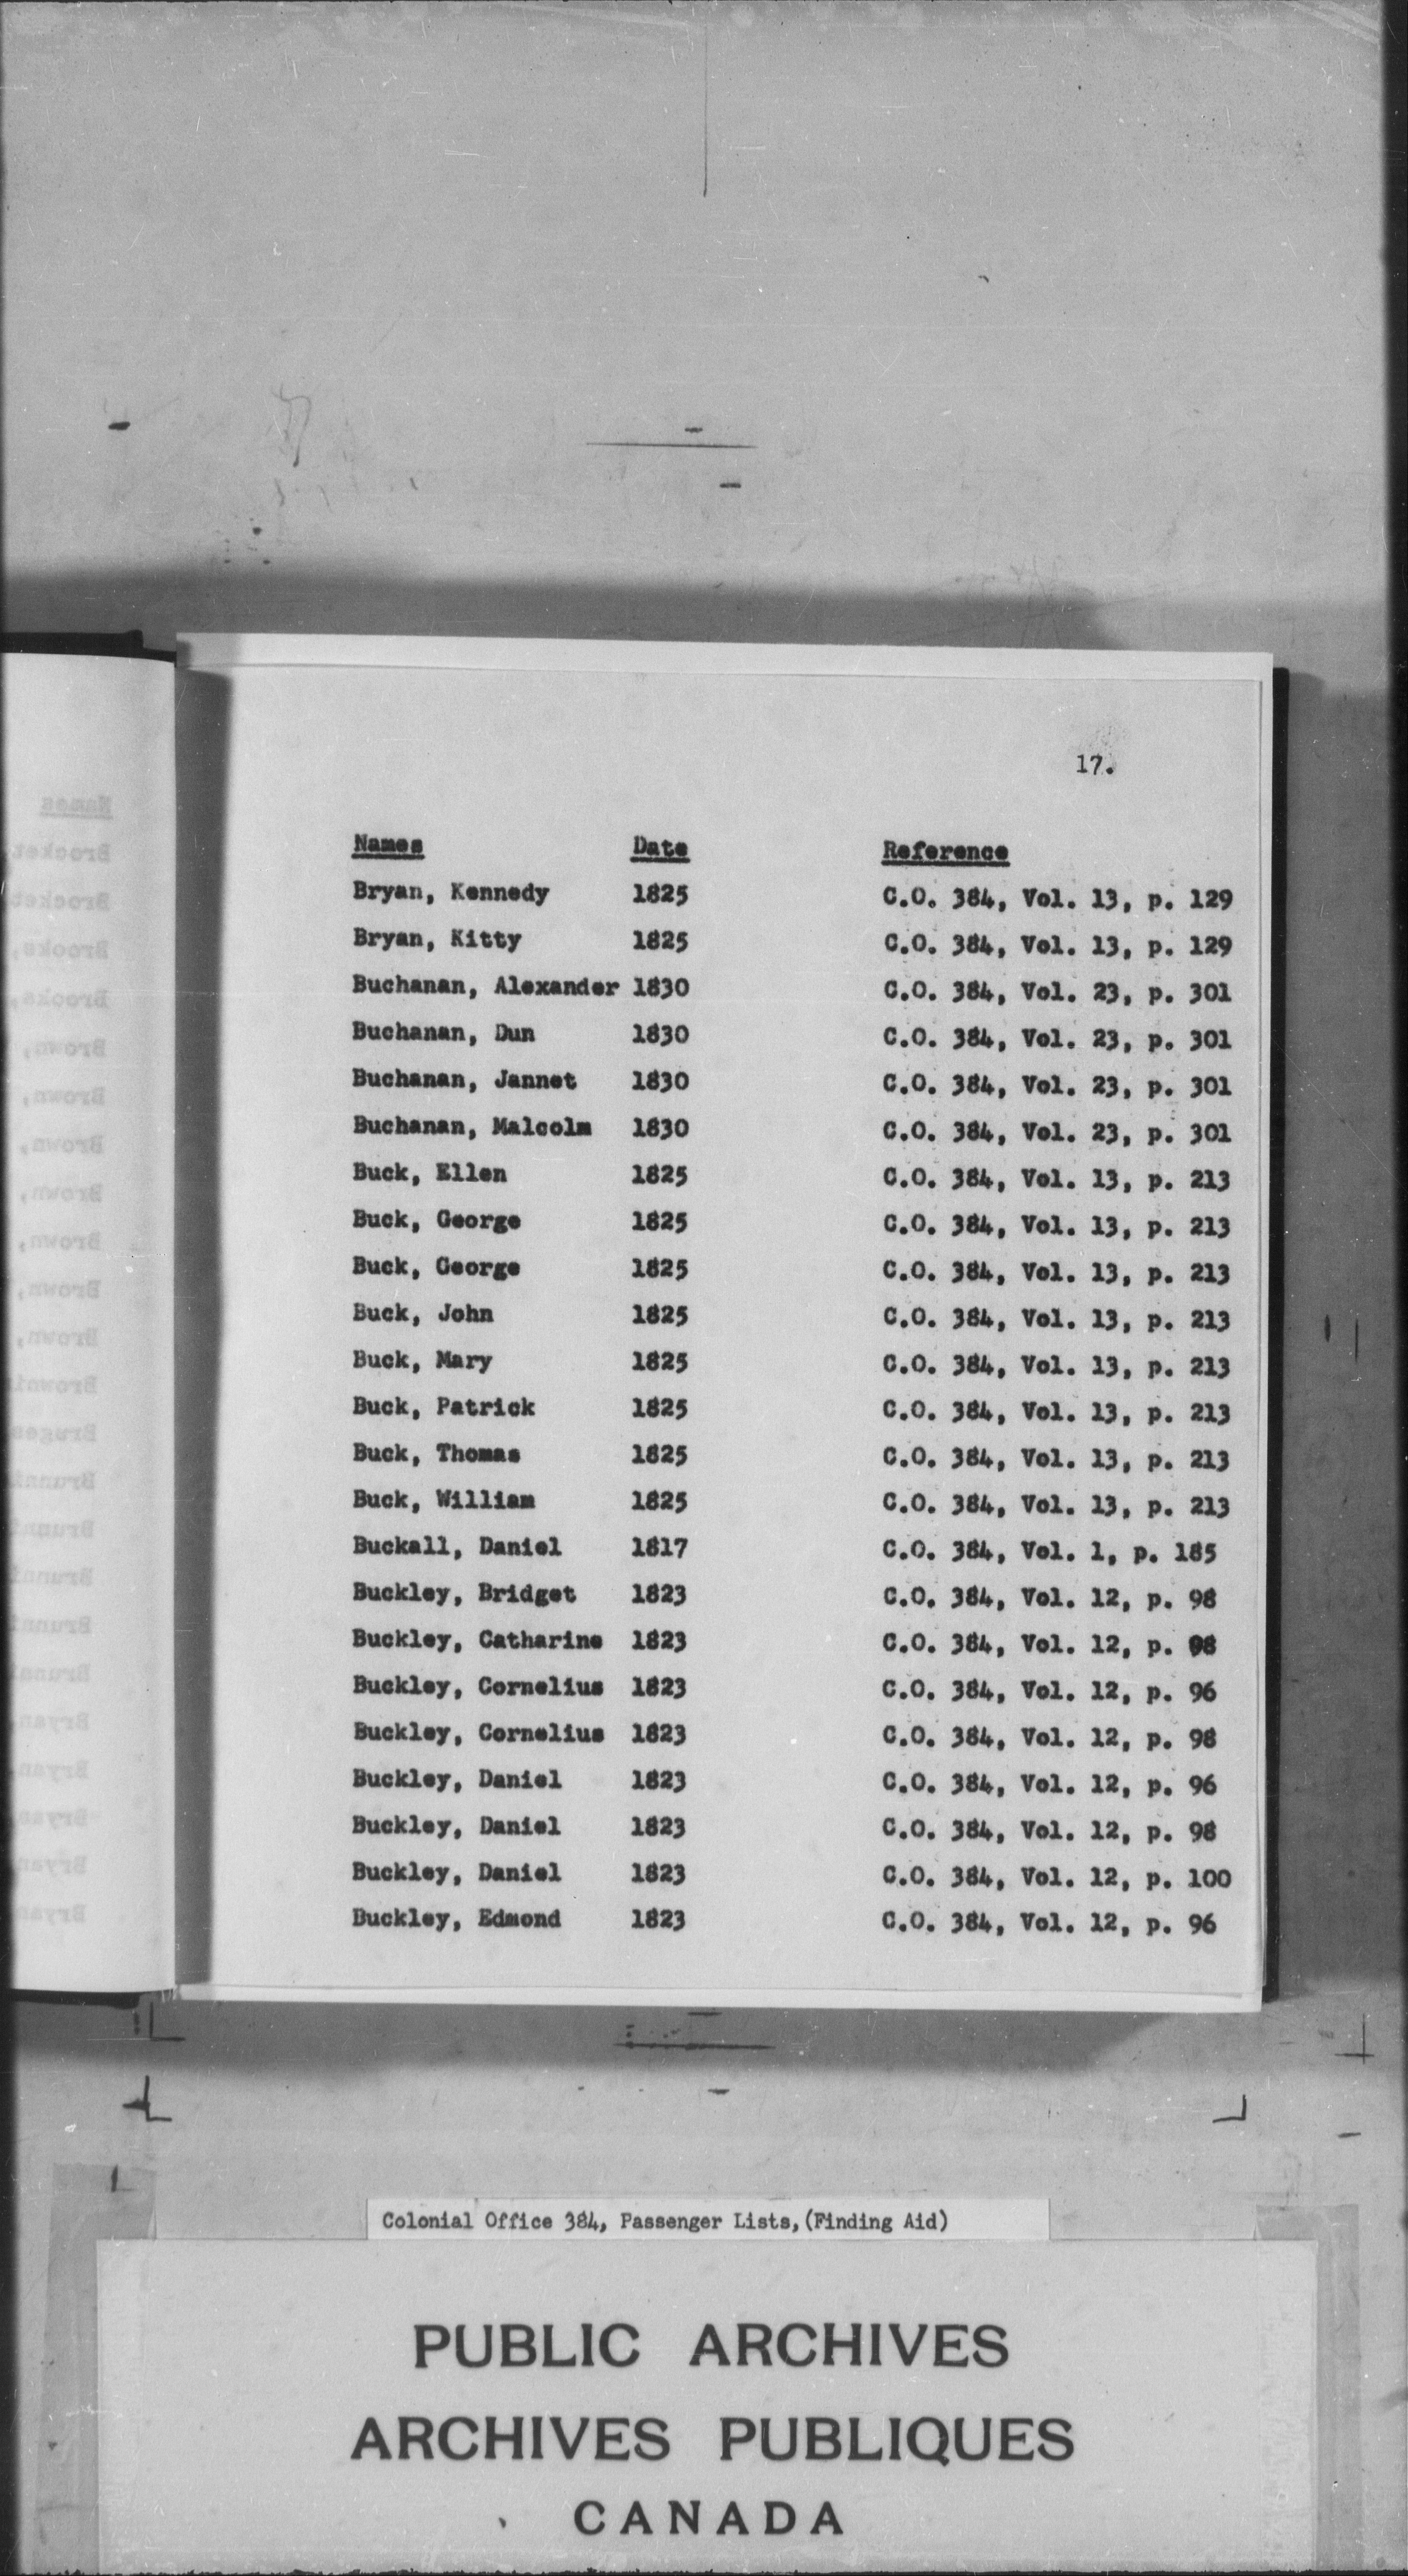 17.
Names Date Reference
Bryan, Kennedy 1825 C.O. 384, Vol. 13, p. 129
Bryan, Kitty 1825 C.O. 384, Vol. 13, p. 129
Buchanan, Alexander 1830 C.O. 384, Vol. 23, p. 301
Buchanan, Dun 1830 C.O. 384, Vol. 23, p. 301
Buchanan, Jannet 1830 C.O. 384, Vol. 23, p. 301
Buchanan, Malcolm 1830 C.O. 384, Vol. 23, p. 301
Buck, Ellen 1825 C.O. 384, Vol. 13, p. 213
Buck, George 1825 C.O. 384, Vol. 13, p. 213
Buck, George 1825 C.O. 384, Vol. 13, p. 213
Buck, John 1825 C.O. 384, Vol. 13, p. 213
Buck, Mary 1825 C.O. 384, Vol. 13, p. 213
Buck, Patrick 1825 C.O. 384, Vol. 13, p. 213
Buck, Thomas 1825 C.O. 384, Vol. 13, p. 213
Buck, William 1825 C.O. 384, Vol. 13, p. 213
Buckall, Daniel 1817 C.O. 384, Vol. 1, p. 185
Buckley, Bridget 1823 C.O. 384, Vol. 12, p. 98
Buckley, Catharine 1823 C.O. 384, Vol. 12, p. 98
Buckley, Cornelius 1823 C.O. 384, Vol. 12, p. 96
Buckley, Cornelius 1823 C.O. 384, Vol. 12, p. 98
Buckley, Daniel 1823 C.O. 384, Vol. 12, p. 96
Buckley, Daniel 1823 C.O. 384, Vol. 12, p. 98
Buckley, Daniel 1823 C.O. 384, Vol. 12, p. 100
Buckley, Edmond 1823 C.O. 384, Vol. 12, p. 96
Colonial Office 384, Passenger Lists, (Finding Aid)
PUBLIC ARCHIVES
ARCHIVES PUBLIQUES
CANADA